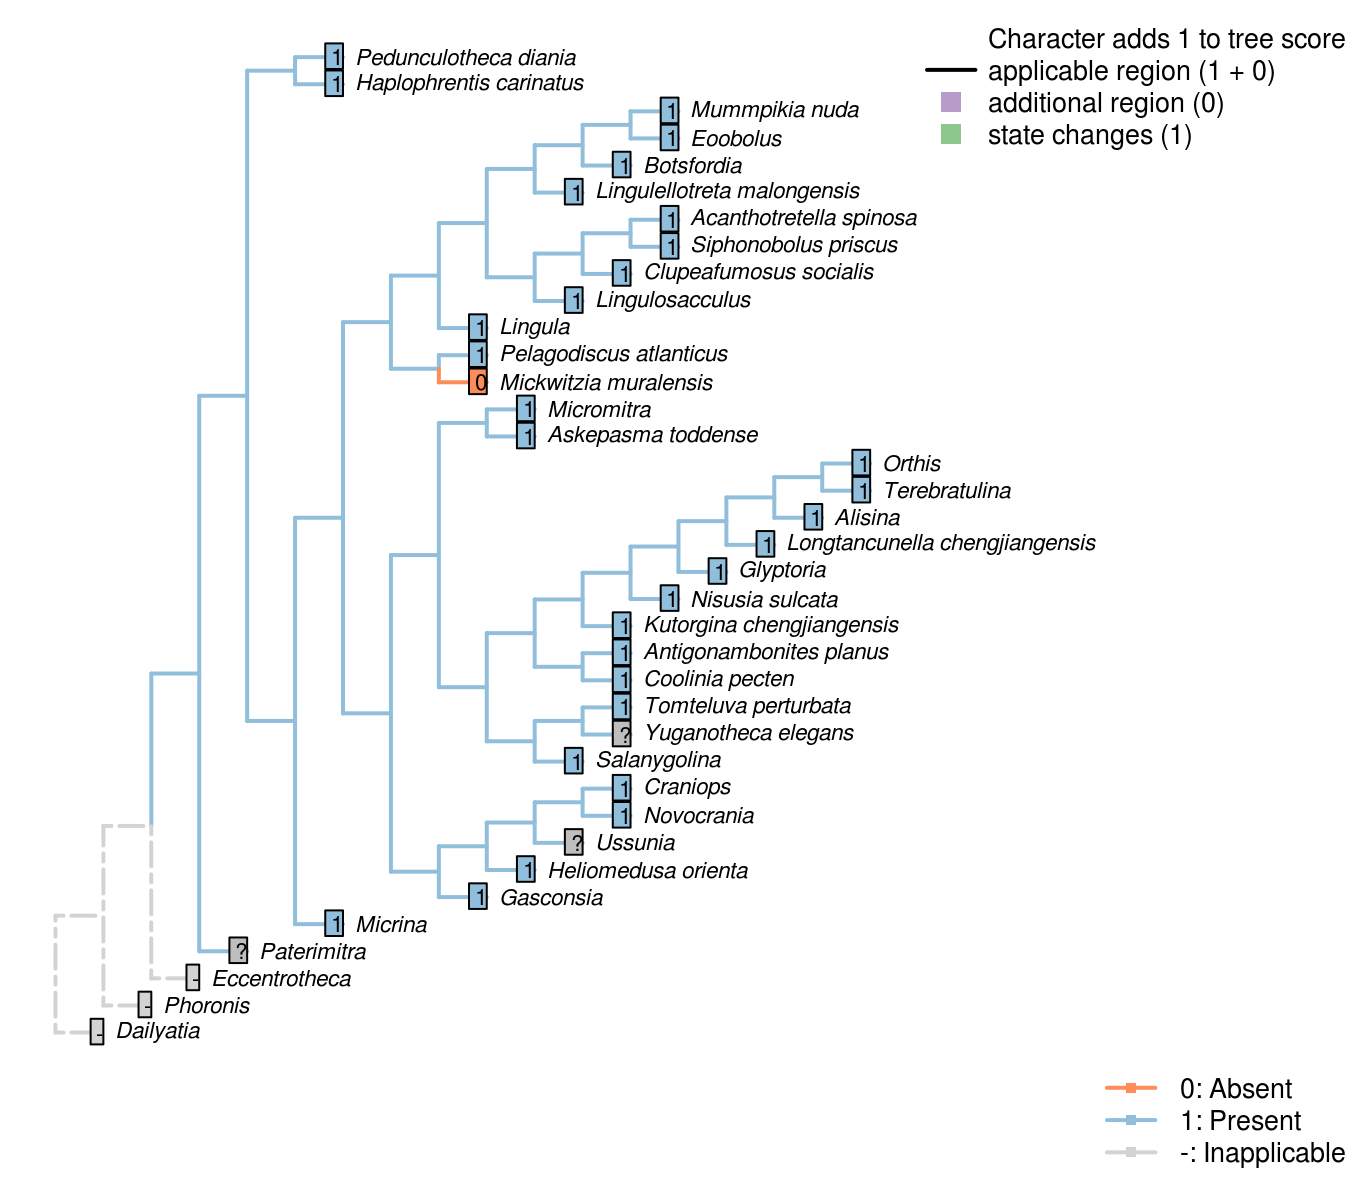 Character adds 1 to tree score
applicable region (1 + 0)
additional region (0)
state changes (1)
1 Pedunculotheca diania
1 Haplophrentis carinatus
1 Mummpikia nuda
1 Eoobolus
1 Botsfordia
1 Lingulellotreta malongensis
1 Acanthotretella spinosa
1 Siphonobolus priscus
1 Clupeafumosus socialis
1 Lingulosacculus
1 Lingula
1 Pelagodiscus atlanticus
0 Mickwitzia muralensis
1 Micromitra
1 Askepasma toddense
1 Orthis
1 Terebratulina
1 Alisina
1 Longtancunella chengjiangensis
1 Glyptoria
1 Nisusia sulcata
1 Kutorgina chengjiangensis
1 Antigonambonites planus
1 Coolinia pecten
1 Tomteluva perturbata
? Yuganotheca elegans
1 Salanygolina
1 Craniops
1 Novocrania
? Ussunia
1 Heliomedusa orienta
1 Gasconsia
1 Micrina
? Paterimitra
- Eccentrotheca
- Phoronis
- Dailyatia
0: Absent
1: Present
-: Inapplicable